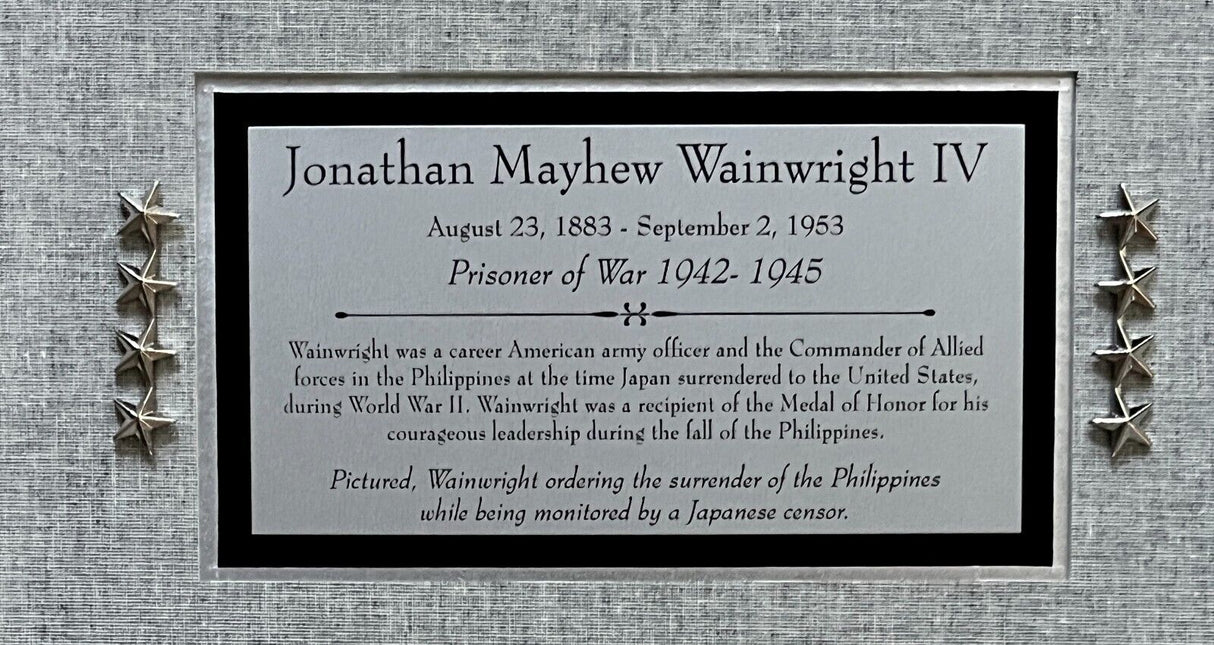 Jonathan Mayhew Wainwright IV
August 23, 1883 - September 2, 1953
Prisoner of War 1942- 1945
Wainwright was a career American army officer and the Commander of Allied
forces in the Philippines at the time Japan surrendered to the United States,
during World War II. Wainwright was a recipient of the Medal of Honor for his
courageous leadership during the fall of the Philippines.
Pictured, Wainwright ordering the surrender of the Philippines
while being monitored by a Japanese censor.